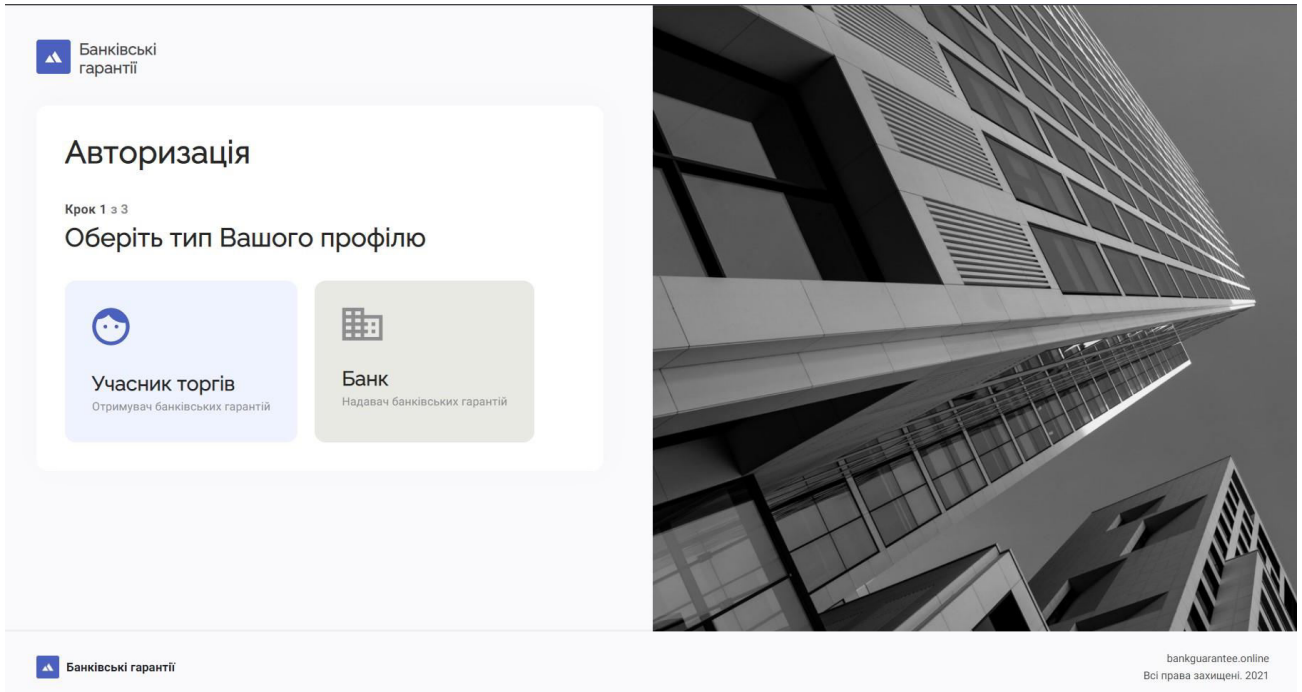 Банківські
гарантії
Авторизація
Крок 1 з 3
Оберіть тип Вашого профілю
Учасник торгів
Отримувач банківських гарантій
Банк
Надавач банківських гарантій
Банківські гарантії
bankguarantee.online
Всі права захищені. 2021